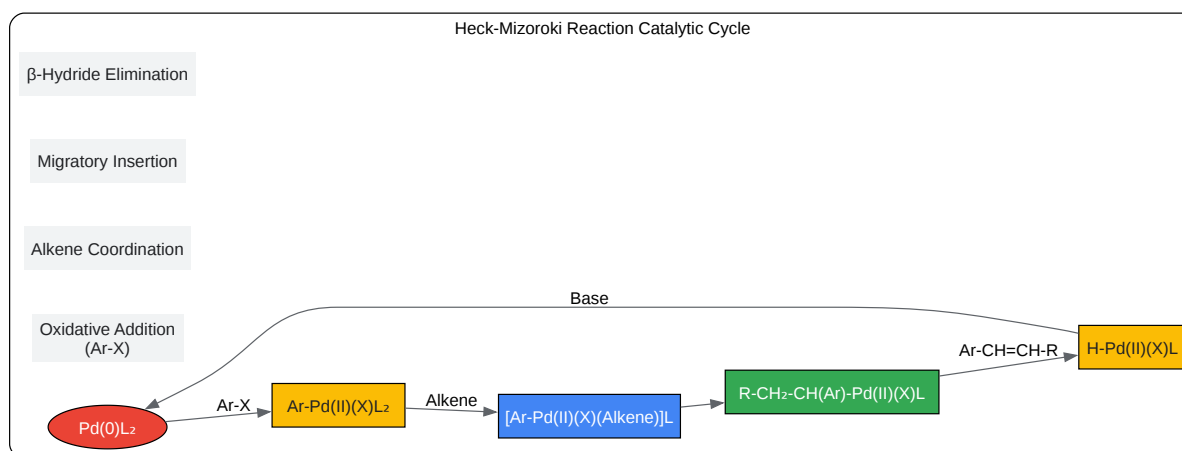 Heck-Mizoroki Reaction Catalytic Cycle
β-Hydride Elimination
Migratory Insertion
Alkene Coordination
Oxidative Addition
(Ar-X)
Base
Ar-CH=CH-R
H-Pd(II)(X)L
R-CH₂-CH(Ar)-Pd(II)(X)L
Ar-X
Ar-Pd(II)(X)L₂
Alkene
[Ar-Pd(II)(X)(Alkene)]L
Pd(0)L₂